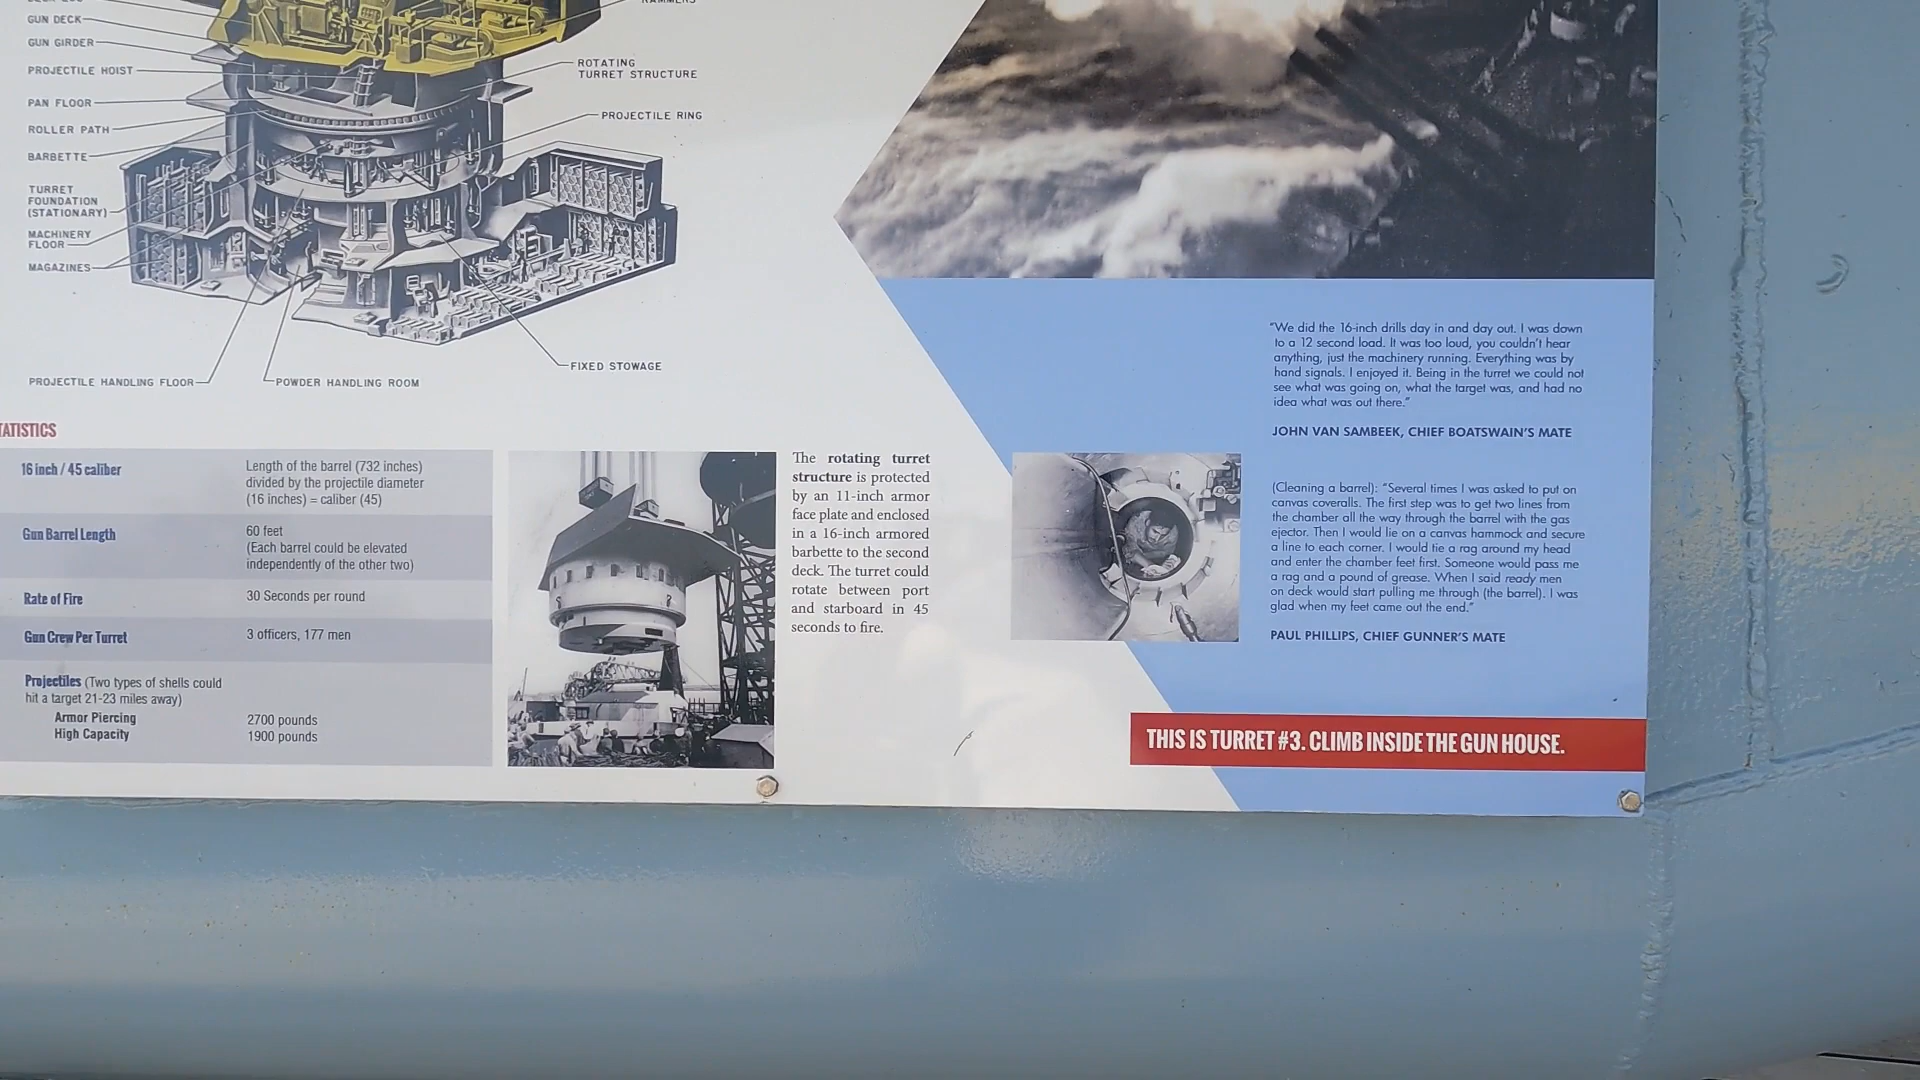 GUN DECK
GUN GIRDER
PROJECTILE HOIST
PAN FLOOR
ROLLER PATH
BARBETTE
TURRET
FOUNDATION
(STATIONARY)
MACHINERY
FLOOR
MAGAZINES
RAMMERS
ROTATING
TURRET STRUCTURE
PROJECTILE RING
FIXED STOWAGE
PROJECTILE HANDLING FLOOR
POWDER HANDLING ROOM
TATISTICS
16 inch / 45 caliber
Length of the barrel (732 inches)
divided by the projectile diameter
(16 inches) = caliber (45)
Gun Barrel Length
60 feet
(Each barrel could be elevated
independently of the other two)
Rate of Fire
30 Seconds per round
Gun Crew Per Turret
3 officers, 177 men
Projectiles (Two types of shells could
hit a target 21-23 miles away)
Armor Piercing 2700 pounds
High Capacity 1900 pounds
The rotating turret
structure is protected
by an 11-inch armor
face plate and enclosed
in a 16-inch armored
barbette to the second
deck. The turret could
rotate between port
and starboard in 45
seconds to fire.
"We did the 16-inch drills day in and day out. I was down
to a 12 second load. It was too loud, you couldn't hear
anything, just the machinery running. Everything was by
hand signals. I enjoyed it. Being in the turret we could not
see what was going on, what the target was, and had no
idea what was out there."
JOHN VAN SAMBEEK, CHIEF BOATSWAIN'S MATE
(Cleaning a barrel): "Several times I was asked to put on
canvas coveralls. The first step was to get two lines from
the chamber all the way through the barrel with the gas
ejector. Then I would lie on a canvas hammock and secure
a line to each corner. I would tie a rag around my head
and enter the chamber feet first. Someone would pass me
a rag and a pound of grease. When I said ready men
on deck would start pulling me through (the barrel). I was
glad when my feet came out the end."
PAUL PHILLIPS, CHIEF GUNNER'S MATE
THIS IS TURRET #3. CLIMB INSIDE THE GUN HOUSE.